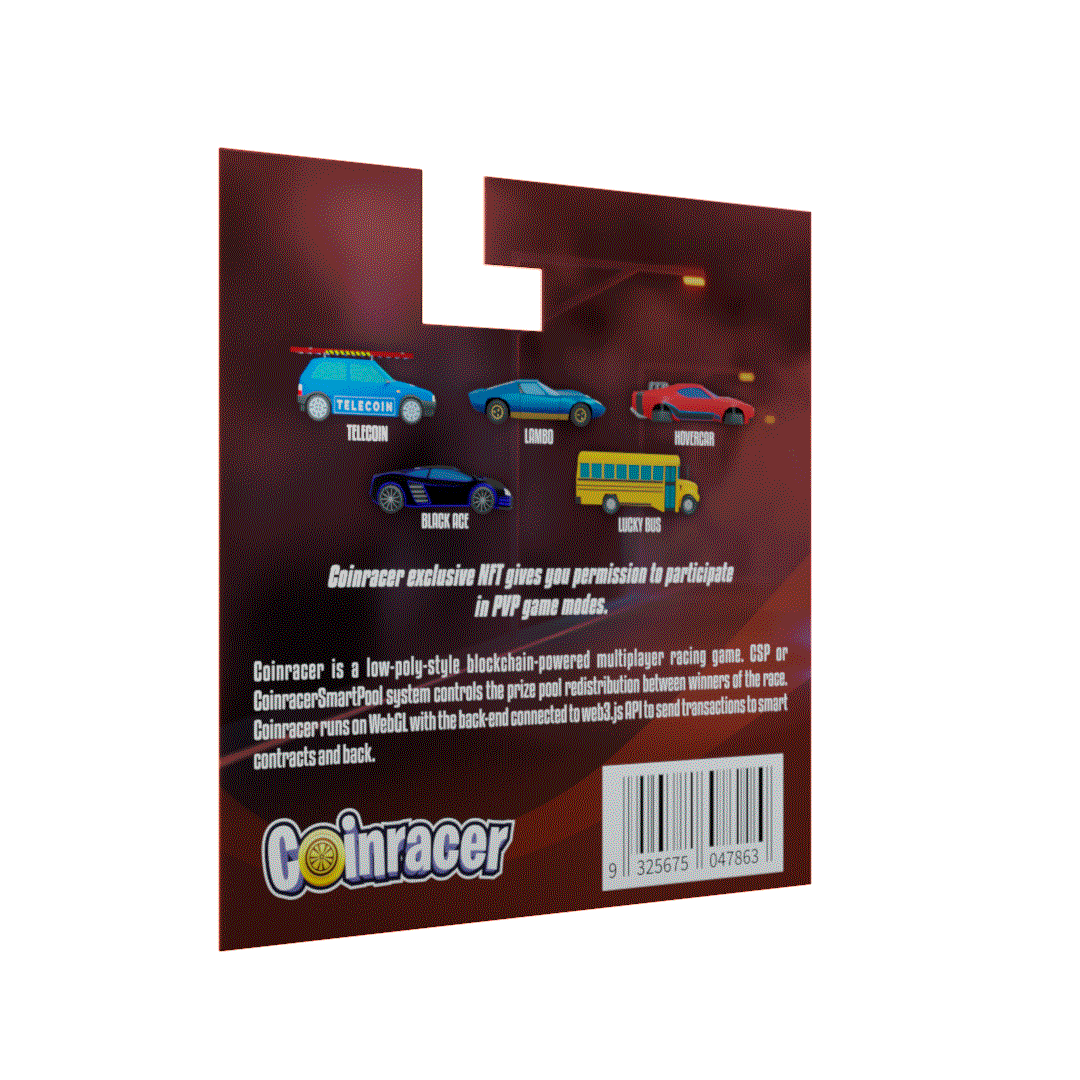 TELECOIN
TELECOIN
LAMBO
HOVERCAR
BLACK ACE
LUCKY BUS
Coinracer exclusive NFT gives you permission to participate
in PVP game modes.
Coinracer is a low-poly-style blockchain-powered multiplayer racing game. CSP or
CoinracerSmartPool system controls the prize pool redistribution between winners of the race.
Coinracer runs on WebGL with the back-end connected to web3.js API to send transactions to smart
contracts and back.
Coinracer
9 325675 047863